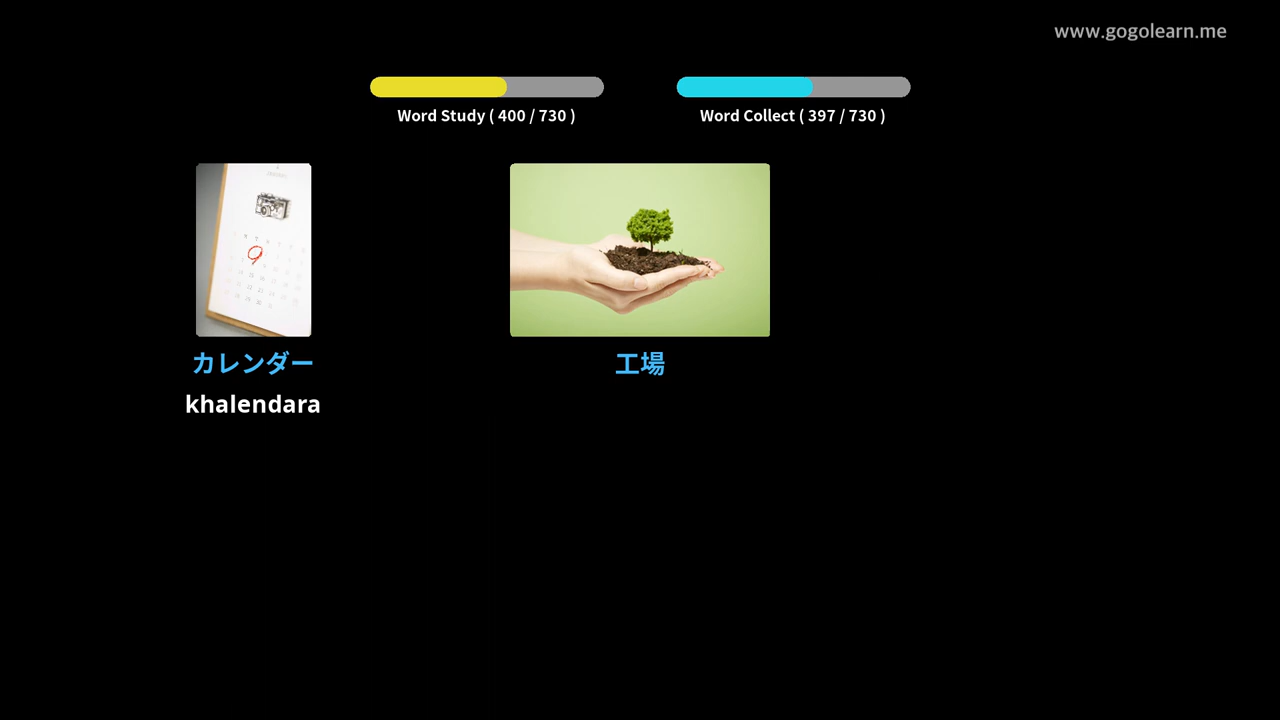 www.gogolearn.me
Word Study ( 400 / 730 )
Word Collect ( 397 / 730 )
カレンダー
工場
khalendara